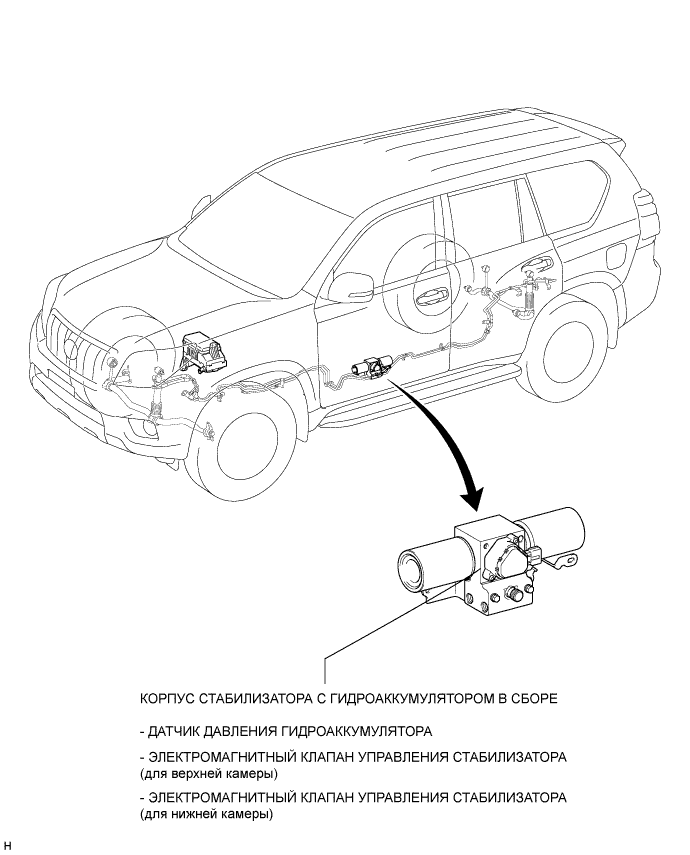 КОРПУС СТАБИЛИЗАТОРА С ГИДРОАККУМУЛЯТОРОМ В СБОРЕ
- ДАТЧИК ДАВЛЕНИЯ ГИДРОАККУМУЛЯТОРА
- ЭЛЕКТРОМАГНИТНЫЙ КЛАПАН УПРАВЛЕНИЯ СТАБИЛИЗАТОРА
(для верхней камеры)
- ЭЛЕКТРОМАГНИТНЫЙ КЛАПАН УПРАВЛЕНИЯ СТАБИЛИЗАТОРА
(для нижней камеры)
H